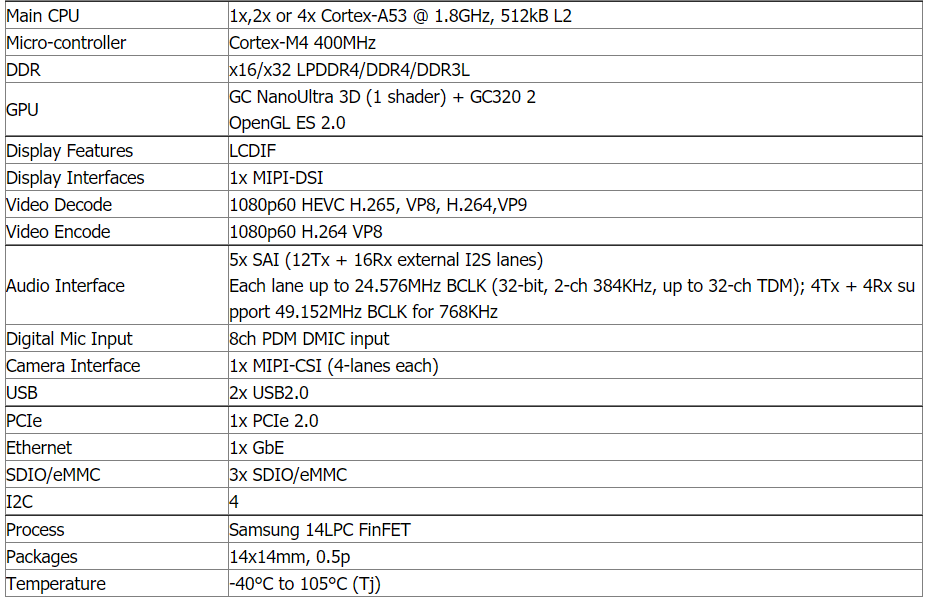 Main CPU 1x,2x or 4x Cortex-A53 @ 1.8GHz, 512kB L2
Micro-controller Cortex-M4 400MHz
DDR x16/x32 LPDDR4/DDR4/DDR3L
GPU GC NanoUltra 3D (1 shader) + GC320 2
OpenGL ES 2.0
Display Features LCDIF
Display Interfaces 1x MIPI-DSI
Video Decode 1080p60 HEVC H.265, VP8, H.264,VP9
Video Encode 1080p60 H.264 VP8
Audio Interface 5x SAI (12Tx + 16Rx external I2S lanes)
Each lane up to 24.576MHz BCLK (32-bit, 2-ch 384KHz, up to 32-ch TDM); 4Tx + 4Rx su
pport 49.152MHz BCLK for 768KHz
Digital Mic Input 8ch PDM DMIC input
Camera Interface 1x MIPI-CSI (4-lanes each)
USB 2x USB2.0
PCIe 1x PCIe 2.0
Ethernet 1x GbE
SDIO/eMMC 3x SDIO/eMMC
I2C 4
Process Samsung 14LPC FinFET
Packages 14x14mm, 0.5p
Temperature -40°C to 105°C (Tj)